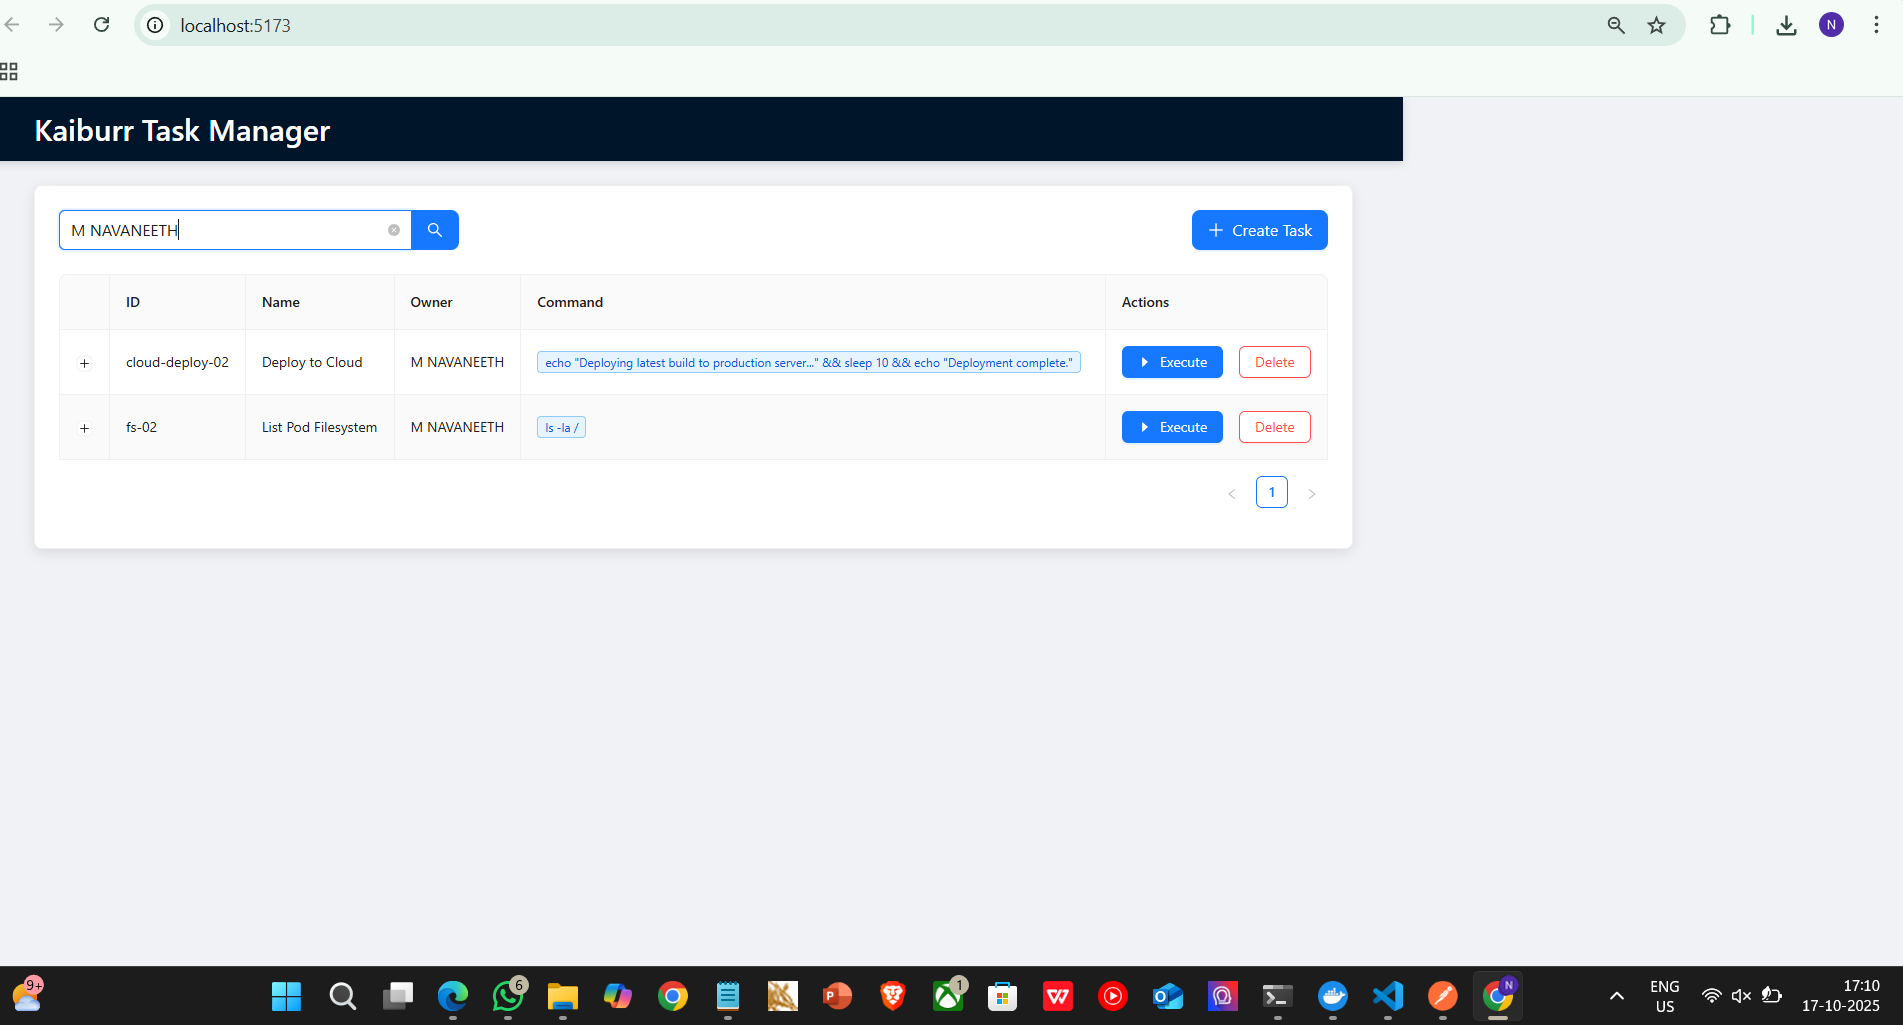 localhost:5173
N
Kaiburr Task Manager
M NAVANEETH
Create Task
ID Name Owner Command Actions
cloud-deploy-02 Deploy to Cloud M NAVANEETH echo "Deploying latest build to production server..." && sleep 10 && echo "Deployment complete." Execute Delete
fs-02 List Pod Filesystem M NAVANEETH ls -la / Execute Delete
1
9+
6
P
1
W
N
ENG
US
17:10
17-10-2025